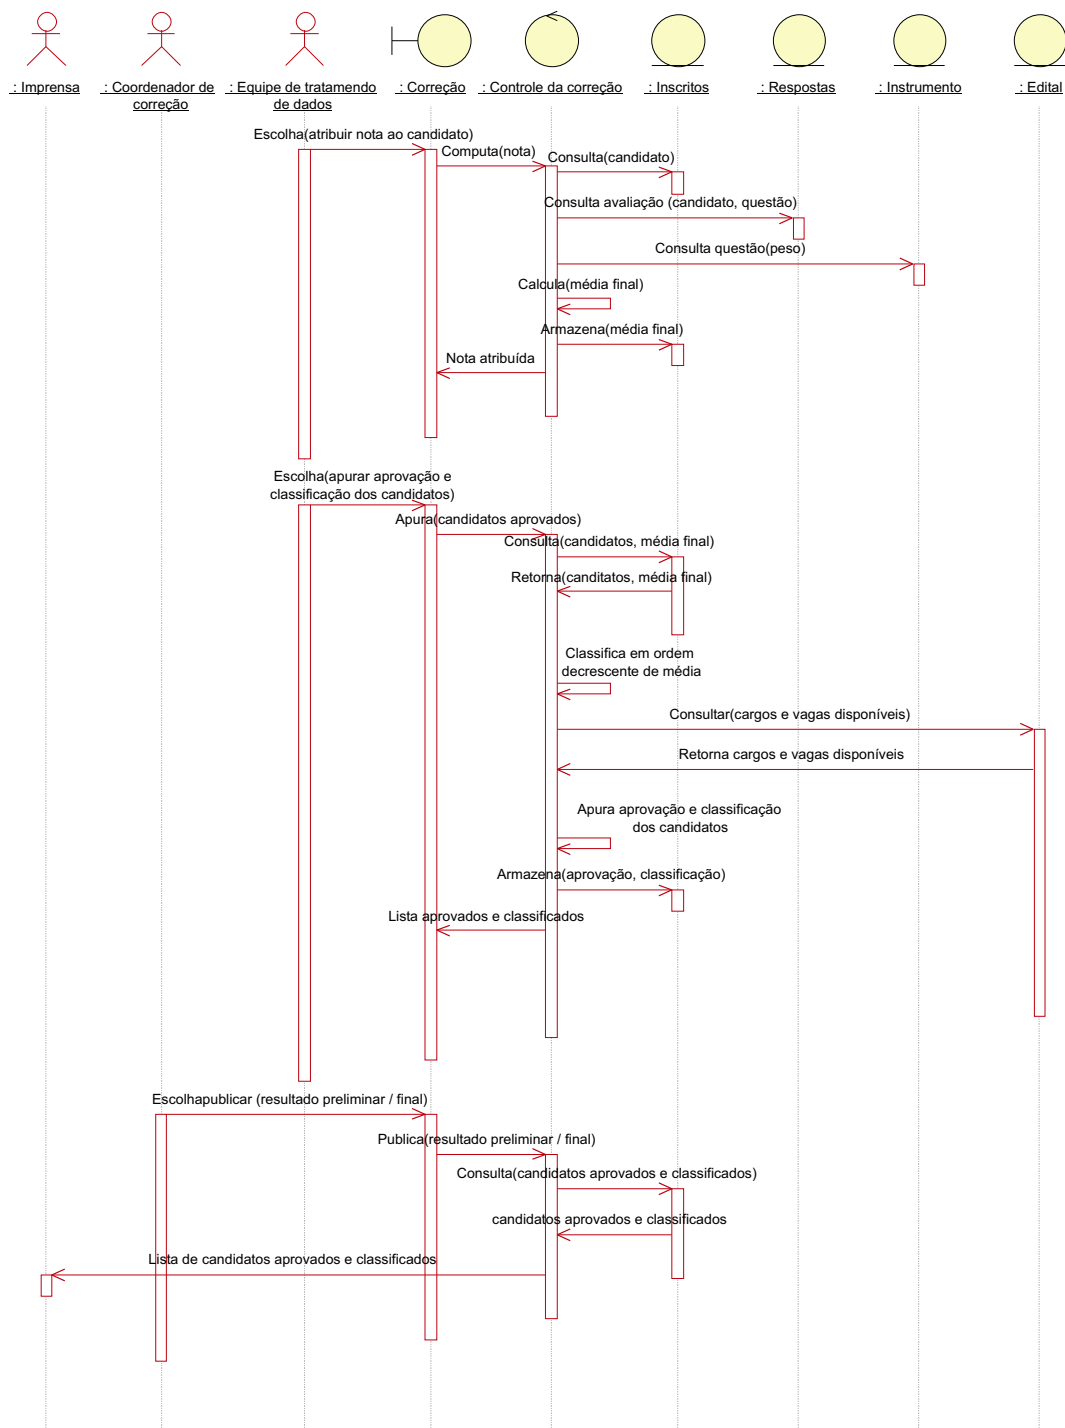 : Imprensa
: Coordenador de
correção
: Equipe de tratamendo
de dados
: Correção
: Controle da correção
: Inscritos
: Respostas
: Instrumento
: Edital
Escolha(atribuir nota ao candidato)
Computa(nota)
Consulta(candidato)
Consulta avaliação (candidato, questão)
Consulta questão(peso)
Calcula(média final)
Armazena(média final)
Nota atribuída
Escolha(apurar aprovação e
classificação dos candidatos)
Apura(candidatos aprovados)
Consulta(candidatos, média final)
Retorna(canditatos, média final)
Classifica em ordem
decrescente de média
Consultar(cargos e vagas disponíveis)
Retorna cargos e vagas disponíveis
Apura aprovação e classificação
dos candidatos
Armazena(aprovação, classificação)
Lista aprovados e classificados
Escolhapublicar (resultado preliminar / final)
Publica(resultado preliminar / final)
Consulta(candidatos aprovados e classificados)
candidatos aprovados e classificados
Lista de candidatos aprovados e classificados